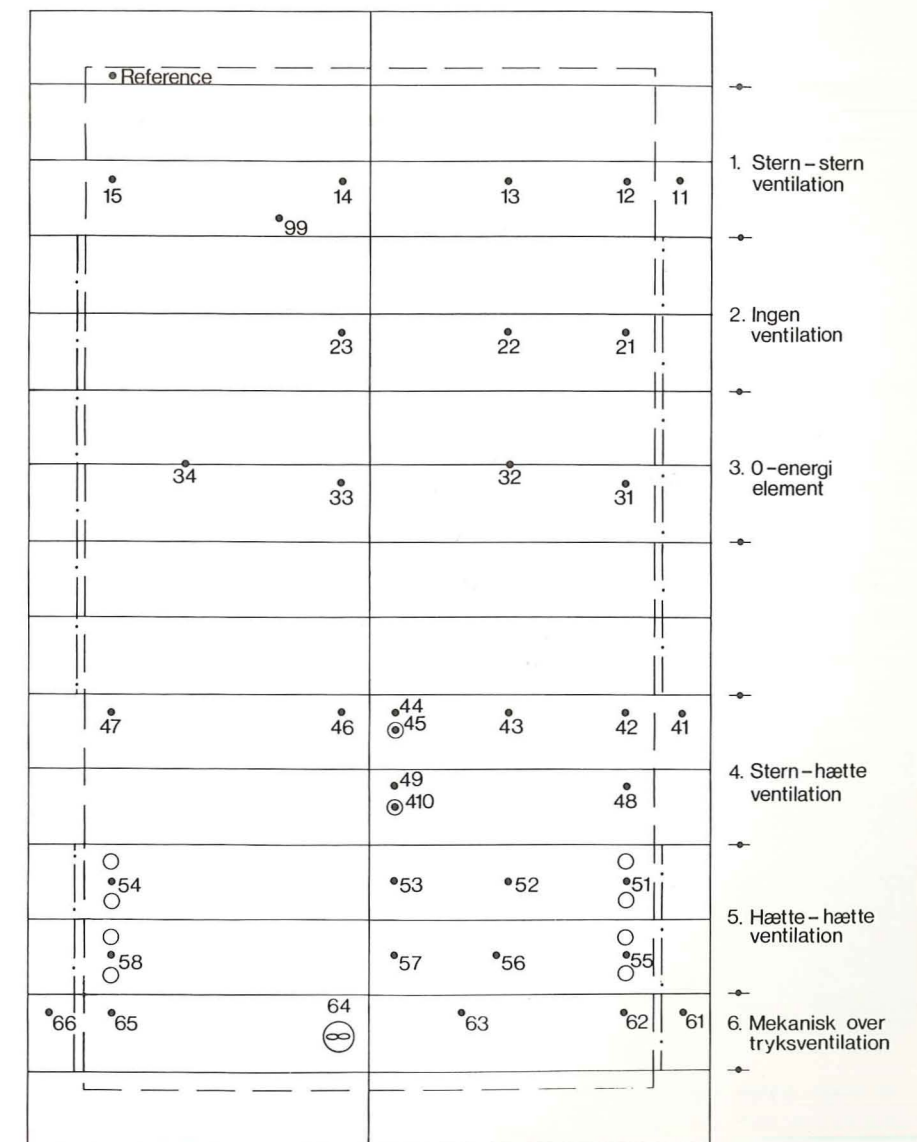 Reference
1. Stern-stern
ventilation
15 14 13 12 11
99
2. Ingen
ventilation
23 22 21
3. 0-energi
element
34 32
33 31
44
47 46 45 43 42 41
4. Stern-hætte
ventilation
49
410 48
54 53 52 51
5. Hætte-hætte
ventilation
58 57 56 55
64
66 65 63 62 61
6. Mekanisk over
tryksventilation